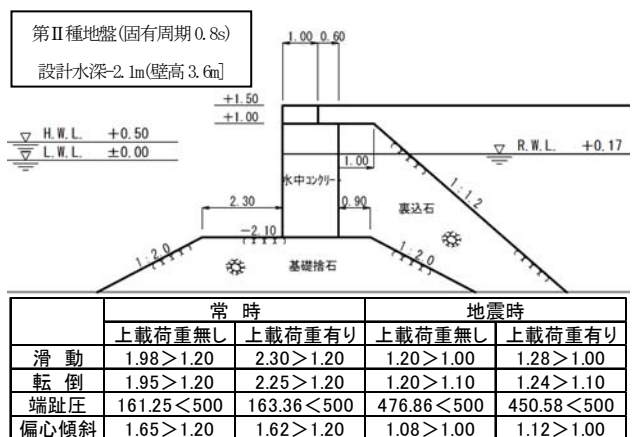 第Ⅱ種地盤(固有周期0.8s)
設計水深-2.1m(壁高3.6m]
1.00 0.60
+1.50
+1.00
H.W.L. +0.50
L.W.L. ±0.00
R.W.L. +0.17
1.00
水中コンクリー
2.30
0.90
1:1.2
裏込石
-2.10
1:2.0
1:2.0
基礎捨石
常 時 地震時
上載荷重無し 上載荷重有り 上載荷重無し 上載荷重有り
滑 動 1.98>1.20 2.30>1.20 1.20>1.00 1.28>1.00
転 倒 1.95>1.20 2.25>1.20 1.20>1.10 1.24>1.10
端趾圧 161.25<500 163.36<500 476.86<500 450.58<500
偏心傾斜 1.65>1.20 1.62>1.20 1.08>1.00 1.12>1.00